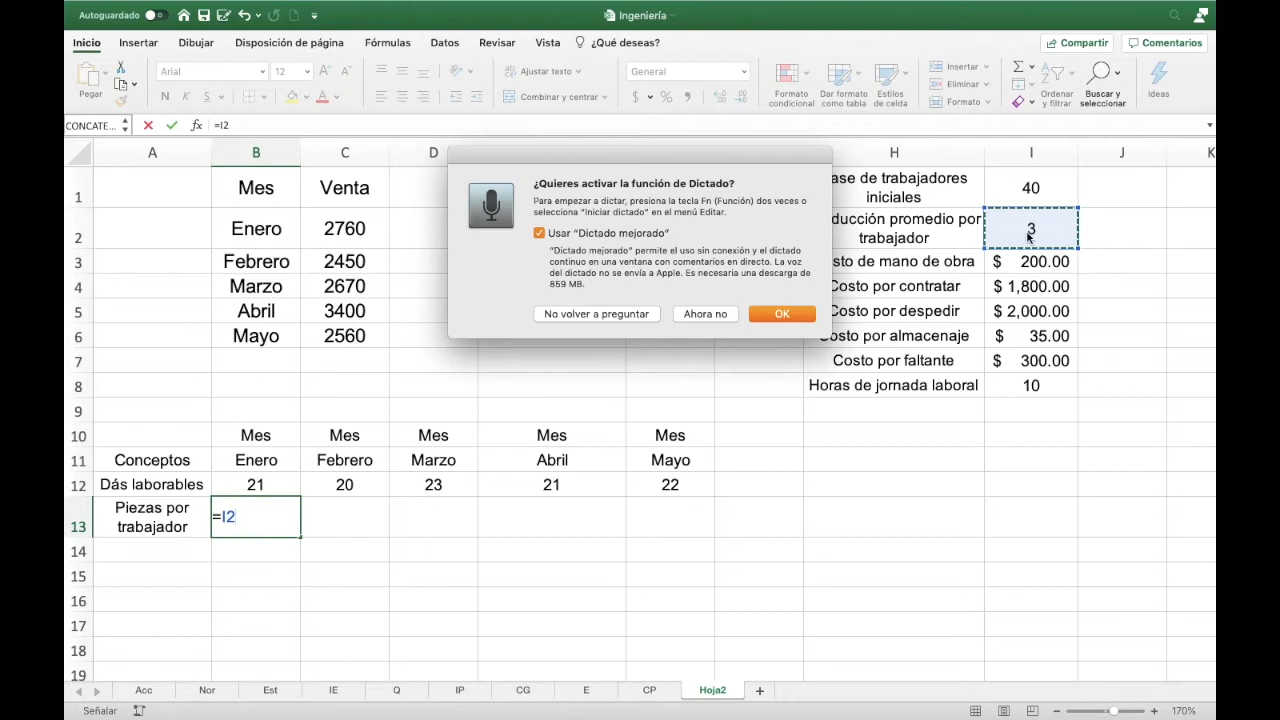 Autoguardado
Ingeniería
Inicio Insertar Dibujar Disposición de página Fórmulas Datos Revisar Vista ¿Qué deseas? Compartir Comentarios
Pegar
Arial 12
N K S
Ajustar texto
Combinar y centrar
General
$ %
Formato condicional
Dar formato como tabla
Estilos de celda
Insertar
Eliminar
Formato
Ordenar y filtrar
Buscar y seleccionar
Ideas
CONCATE... fx =I2
A B C D H I J K
1 Mes Venta
2 Enero 2760
3 Febrero 2450
4 Marzo 2670
5 Abril 3400
6 Mayo 2560
7
8
9
¿Quieres activar la función de Dictado?
Para empezar a dictar, presiona la tecla Fn (Función) dos veces o
selecciona "Iniciar dictado" en el menú Editar.
Usar “Dictado mejorado”
“Dictado mejorado” permite el uso sin conexión y el dictado
continuo en una ventana con comentarios en directo. La voz
del dictado no se envía a Apple. Es necesaria una descarga de
859 MB.
No volver a preguntar Ahora no OK
ase de trabajadores
iniciales 40
ducción promedio por
trabajador 3
osto de mano de obra $ 200.00
Costo por contratar $ 1,800.00
Costo por despedir $ 2,000.00
Costo por almacenaje $ 35.00
Costo por faltante $ 300.00
Horas de jornada laboral 10
10 Mes Mes Mes Mes Mes
11 Conceptos Enero Febrero Marzo Abril Mayo
12 Dás laborables 21 20 23 21 22
13 Piezas por
trabajador =I2
14
15
16
17
18
19
Acc Nor Est IE Q IP CG E CP Hoja2
Señalar 170%